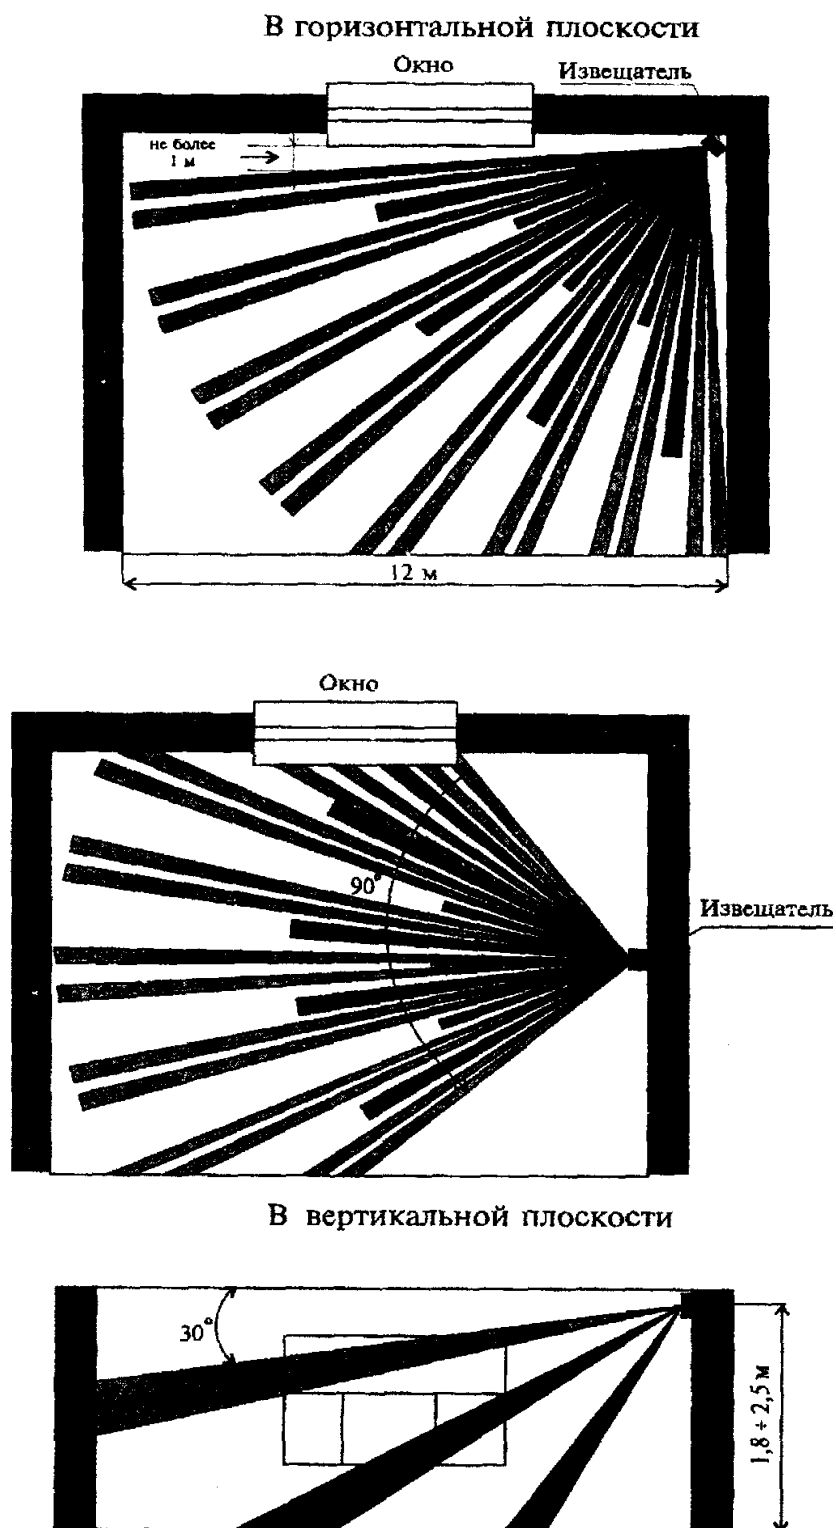 В горизонтальной плоскости
Окно
Извещатель
не более
1 м
12 м
Окно
90°
Извещатель
В вертикальной плоскости
30°
1,8 ÷ 2,5 м